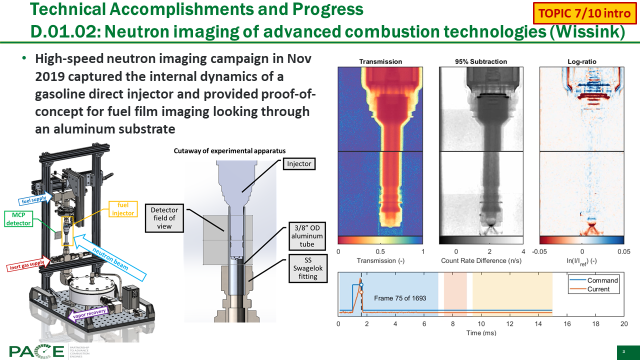 Technical Accomplishments and Progress
TOPIC 7/10 intro
D.01.02: Neutron imaging of advanced combustion technologies (Wissink)
• High-speed neutron imaging campaign in Nov
2019 captured the internal dynamics of a
gasoline direct injector and provided proof-of-
concept for fuel film imaging looking through
an aluminum substrate
fuel supply
MCP
detector
fuel
injector
neutron beam
inert gas supply
vapor recovery
Cutaway of experimental apparatus
Injector
Detector
field of
view
3/8" OD
aluminum
tube
SS
Swagelok
fitting
Transmission
95% Subtraction
Log-ratio
0 0.5 1
Transmission (-)
0 2 4
Count Rate Difference (n/s)
-0.05 0 0.05
ln(I/Iref) (-)
Frame 75 of 1693
Command
Current
0 2 4 6 8 10 12 14 16 18 20
Time (ms)
PACE